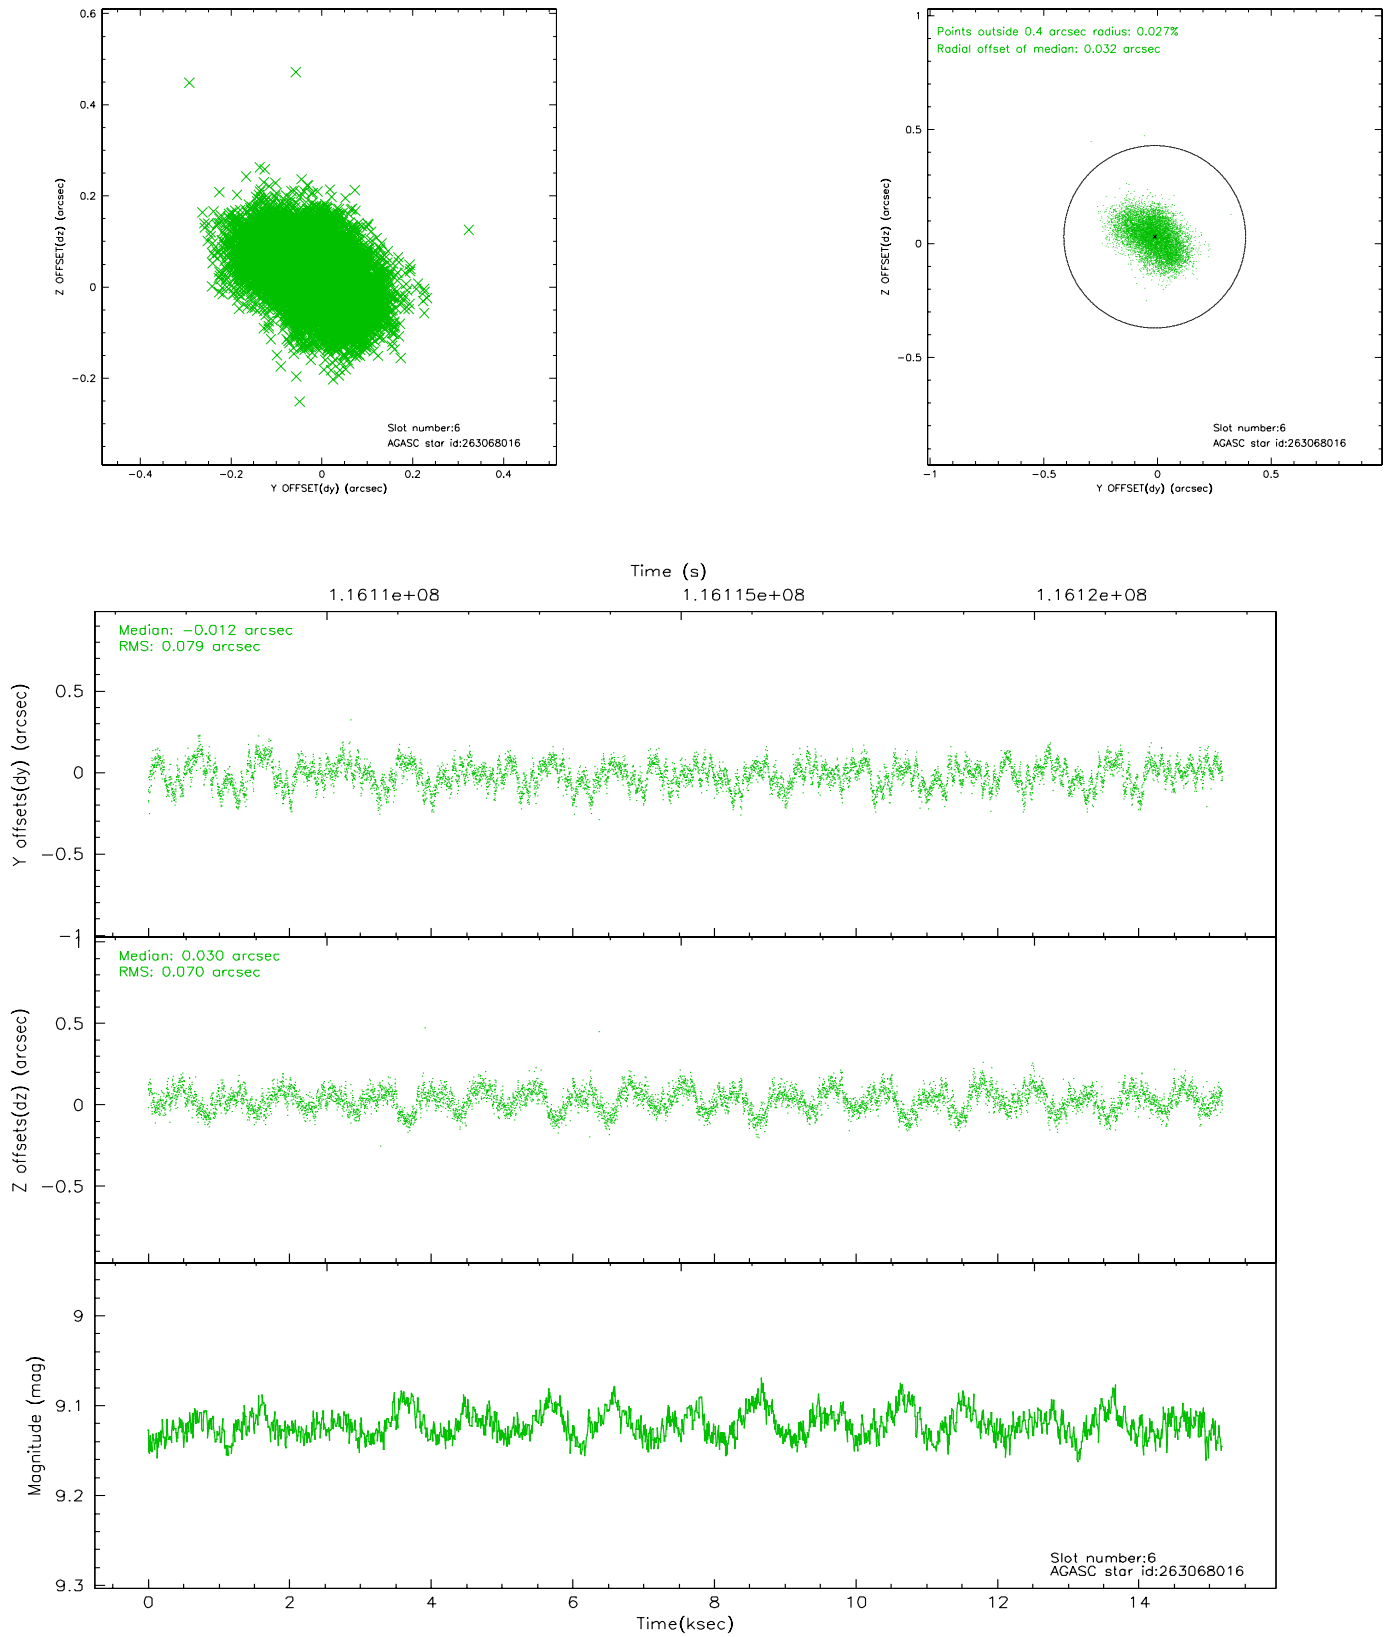 0.6
0.4
0.2
0
−0.2
Z OFFSET(dz) (arcsec)
Slot number:6
AGASC star id:263068016
−0.4
−0.2
0
0.2
0.4
Y OFFSET(dy) (arcsec)
Points outside 0.4 arcsec radius: 0.027%
Radial offset of median: 0.032 arcsec
1
0.5
0
−0.5
Z OFFSET(dz) (arcsec)
Slot number:6
AGASC star id:263068016
−1
−0.5
0
0.5
Y OFFSET(dy) (arcsec)
Time (s)
1.1611e+08
1.16115e+08
1.1612e+08
Median: −0.012 arcsec
RMS: 0.079 arcsec
0.5
0
−0.5
−1
Y offsets(dy) (arcsec)
Median: 0.030 arcsec
RMS: 0.070 arcsec
1
0.5
0
−0.5
Z offsets(dz) (arcsec)
9
9.1
9.2
9.3
Magnitude (mag)
Slot number:6
AGASC star id:263068016
0
2
4
6
8
10
12
14
Time(ksec)